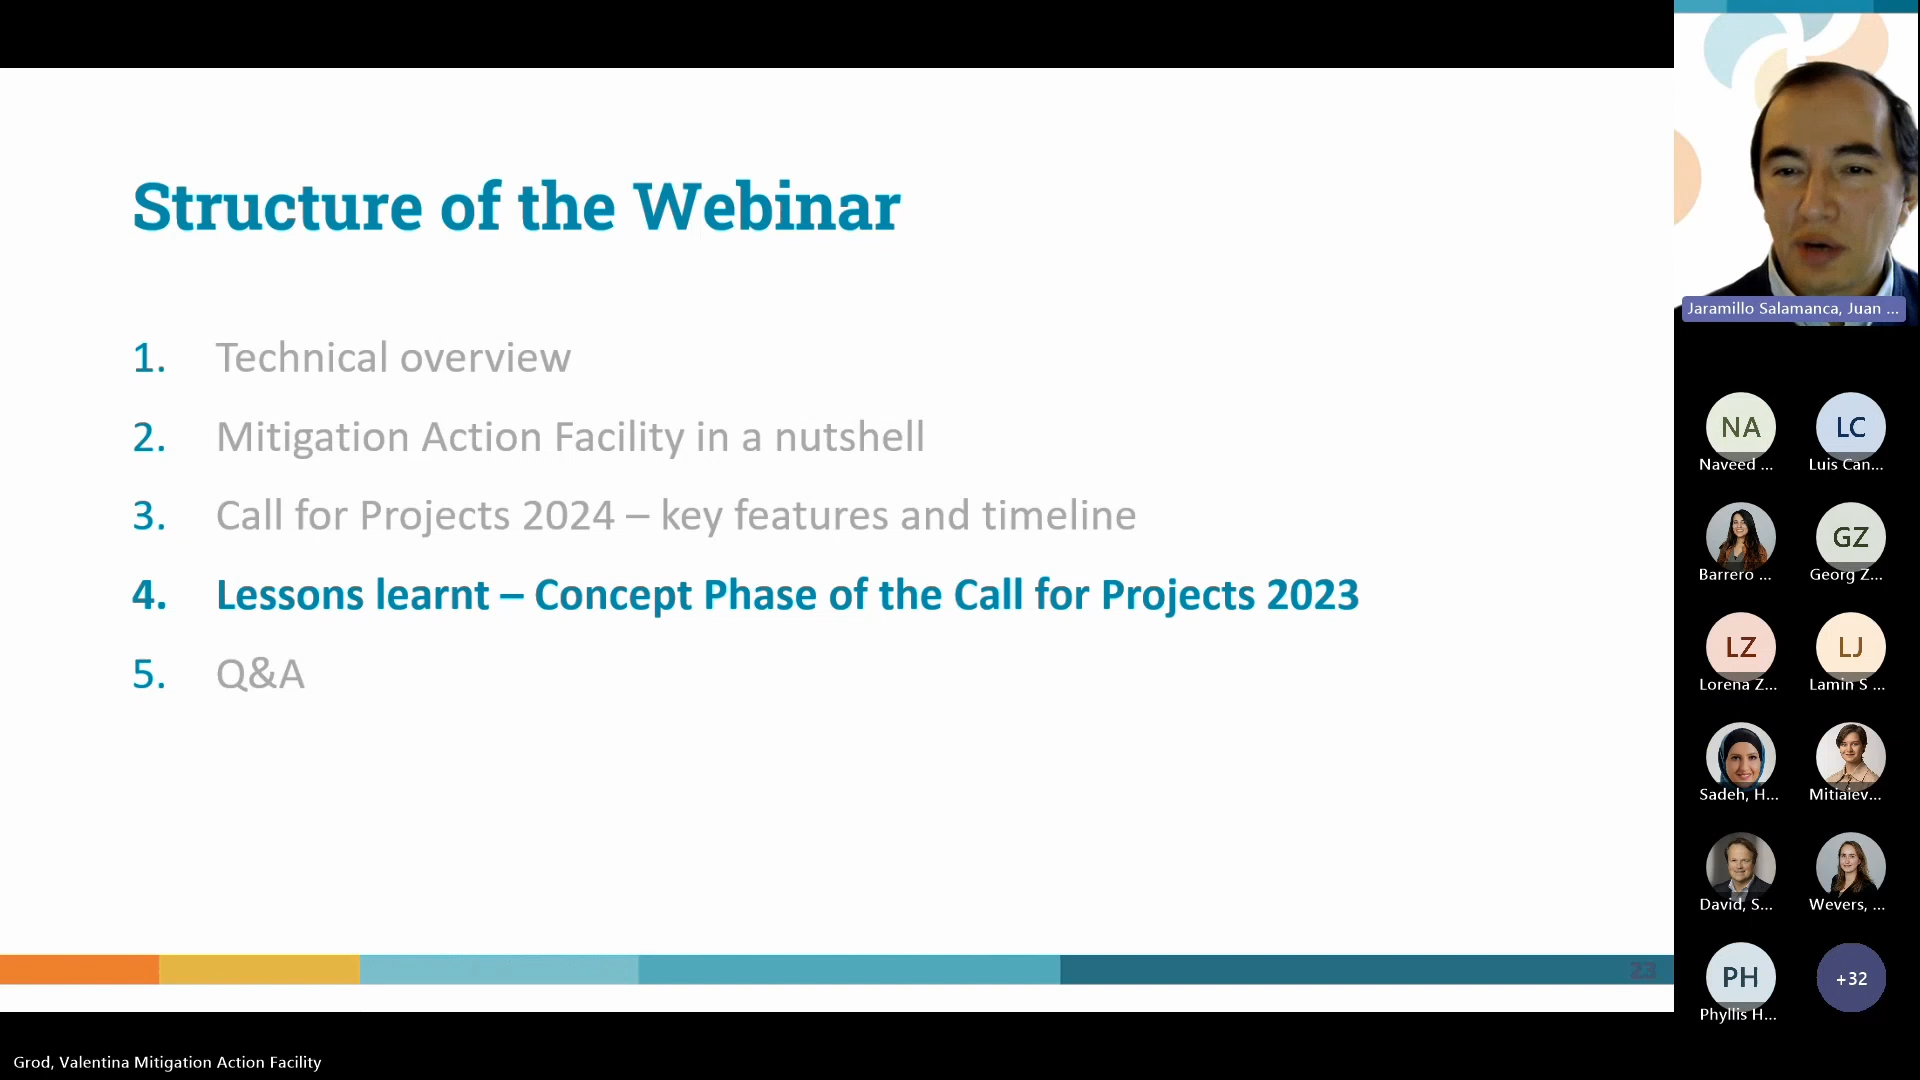 Structure of the Webinar
1. Technical overview
2. Mitigation Action Facility in a nutshell
3. Call for Projects 2024 – key features and timeline
4. Lessons learnt – Concept Phase of the Call for Projects 2023
5. Q&A
23
Jaramillo Salamanca, Juan ...
NA
LC
Naveed ...
Luis Can...
GZ
Barrero ...
Georg Z...
LZ
LJ
Lorena Z...
Lamin S ...
Sadeh, H...
Mitiaiev...
David, S...
Wevers, ...
PH
+32
Phyllis H...
Grod, Valentina Mitigation Action Facility